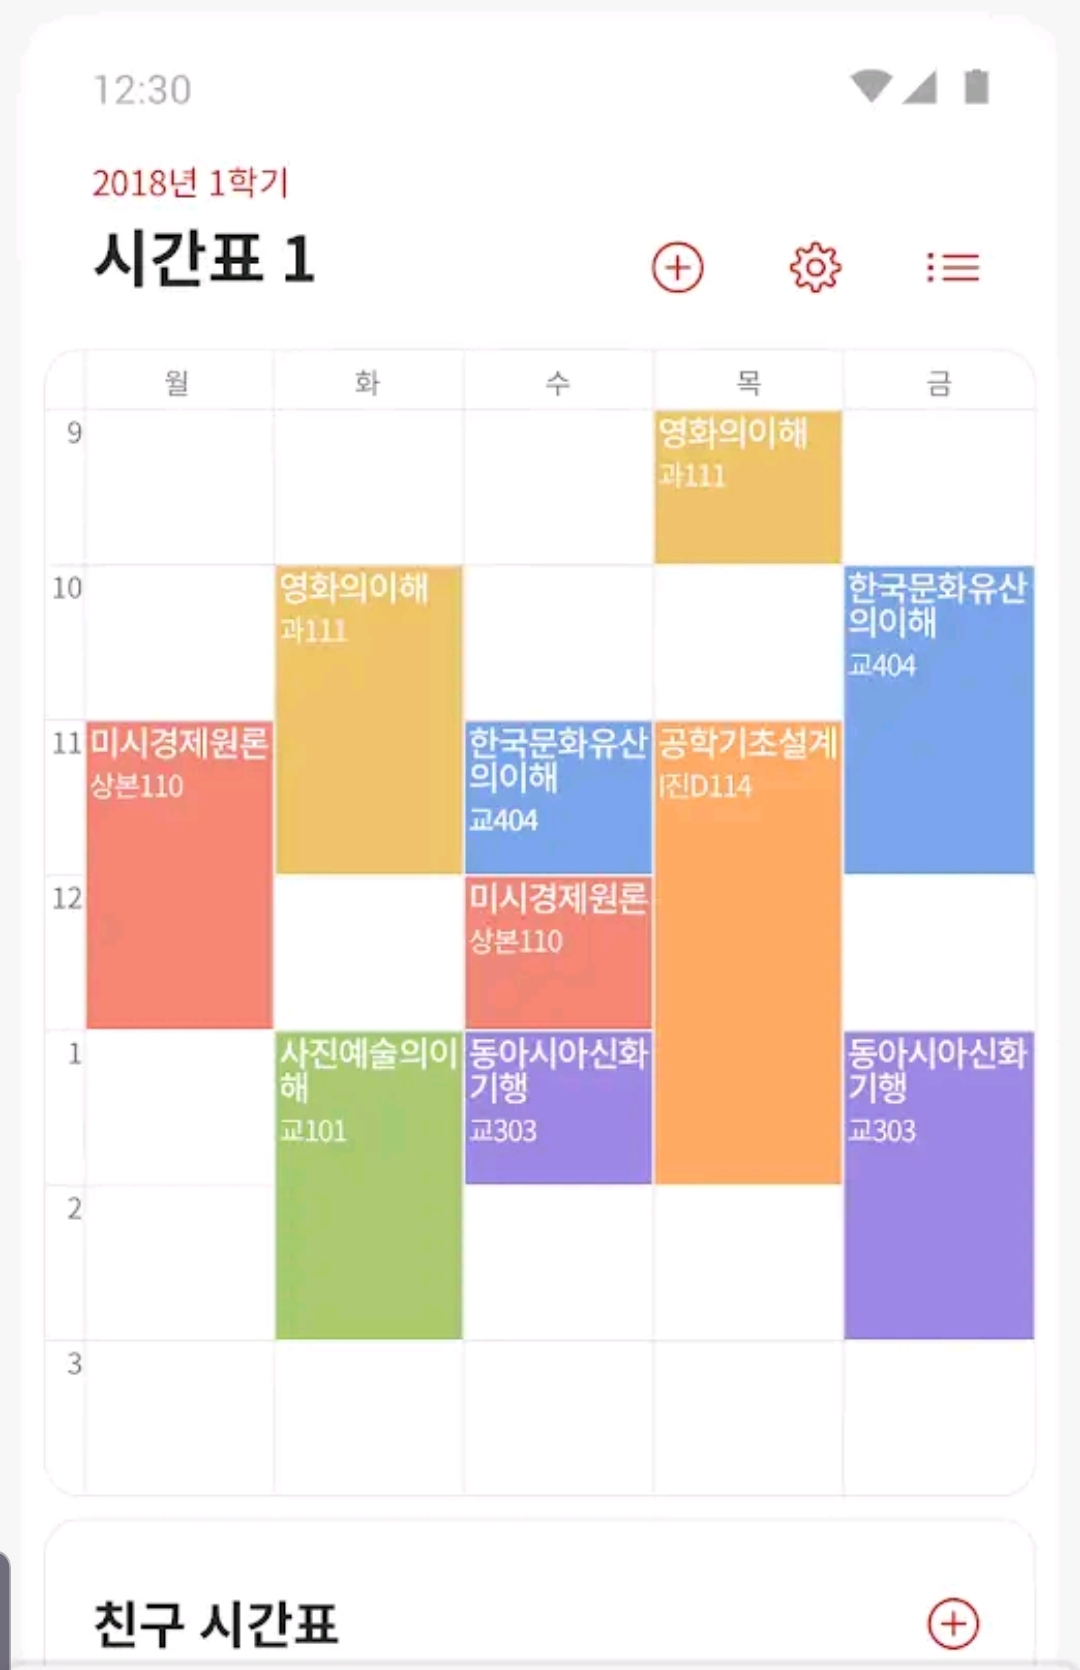 12:30
2018년 1학기
시간표 1
월 화 수 목 금
9
영화의이해
과111
10
영화의이해
과111
한국문화유산
의이해
교404
11
미시경제원론
상본110
한국문화유산
의이해
교404
공학기초설계
I진D114
12
미시경제원론
상본110
1
사진예술의이
해
교101
동아시아신화
기행
교303
동아시아신화
기행
교303
2
3
친구 시간표